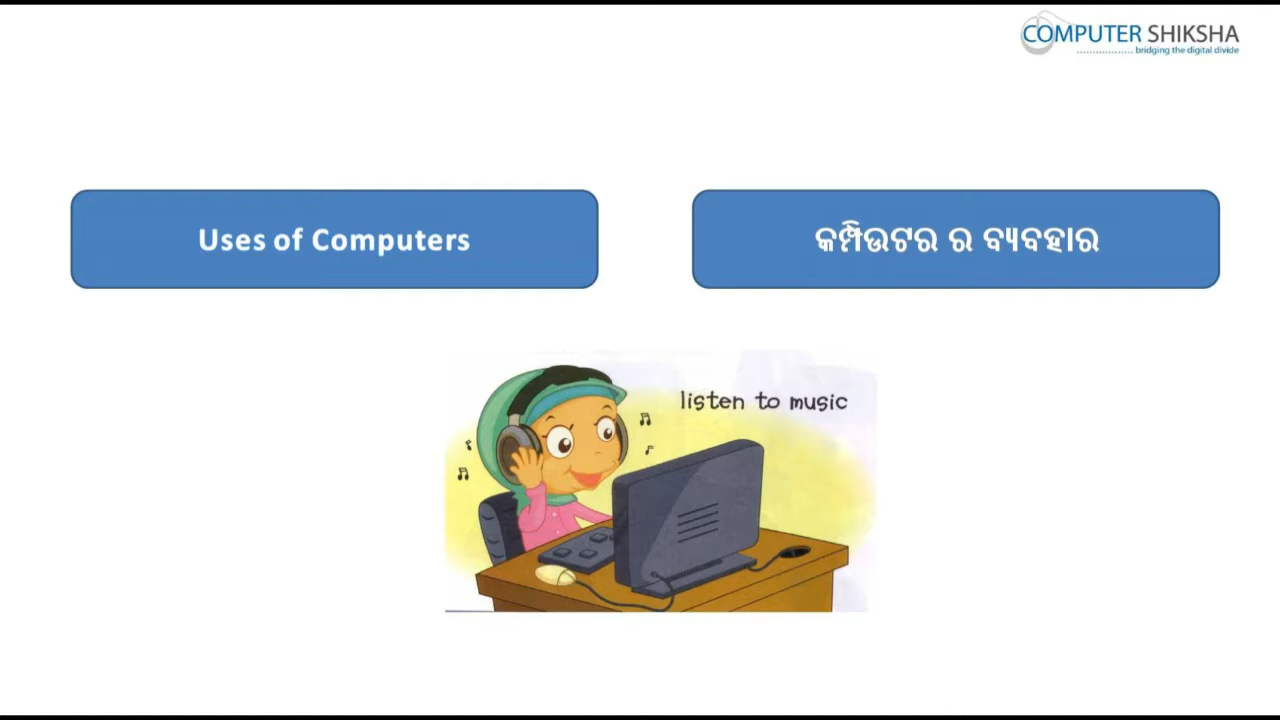 COMPUTER SHIKSHA
.................. bridging the digital divide
Uses of Computers
କମ୍ପିଉଟର ର ବ୍ୟବହାର
listen to music